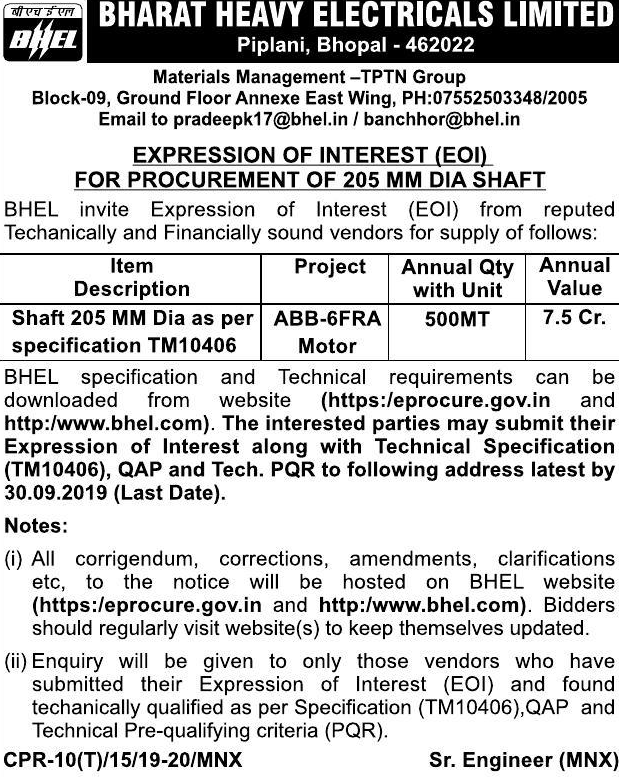 बी एच ई एल
BHEL
BHARAT HEAVY ELECTRICALS LIMITED
Piplani, Bhopal - 462022
Materials Management –TPTN Group
Block-09, Ground Floor Annexe East Wing, PH:07552503348/2005
Email to pradeepk17@bhel.in / banchhor@bhel.in
EXPRESSION OF INTEREST (EOI)
FOR PROCUREMENT OF 205 MM DIA SHAFT
BHEL invite Expression of Interest (EOI) from reputed
Techanically and Financially sound vendors for supply of follows:
Item Project Annual Qty Annual
Description with Unit Value
Shaft 205 MM Dia as per ABB-6FRA 500MT 7.5 Cr.
specification TM10406 Motor
BHEL specification and Technical requirements can be
downloaded from website (https:/eprocure.gov.in and
http:/www.bhel.com). The interested parties may submit their
Expression of Interest along with Technical Specification
(TM10406), QAP and Tech. PQR to following address latest by
30.09.2019 (Last Date).
Notes:
(i) All corrigendum, corrections, amendments, clarifications
etc, to the notice will be hosted on BHEL website
(https:/eprocure.gov.in and http:/www.bhel.com). Bidders
should regularly visit website(s) to keep themselves updated.
(ii) Enquiry will be given to only those vendors who have
submitted their Expression of Interest (EOI) and found
techanically qualified as per Specification (TM10406),QAP and
Technical Pre-qualifying criteria (PQR).
CPR-10(T)/15/19-20/MNX Sr. Engineer (MNX)